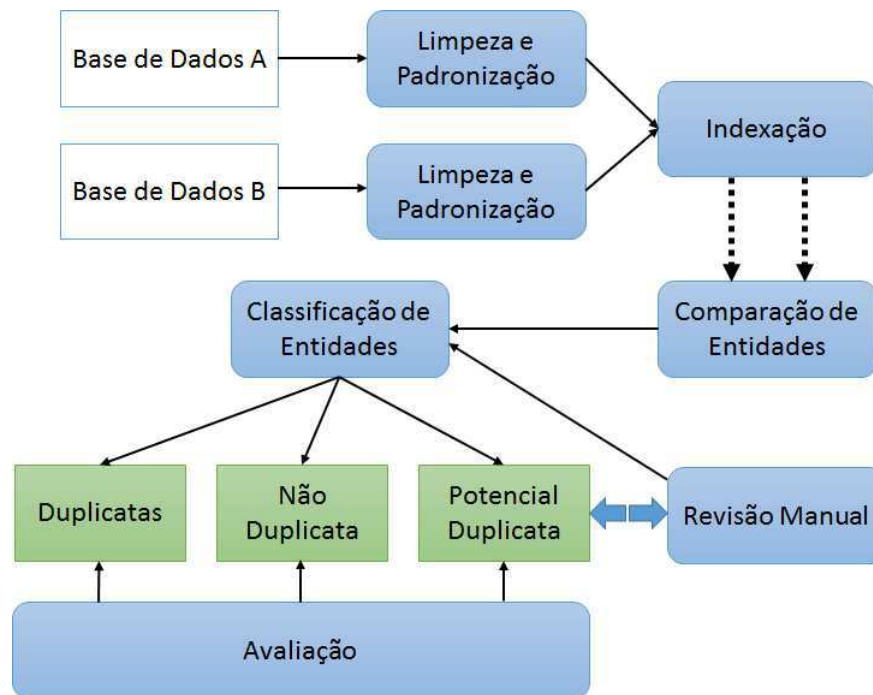 Base de Dados A
Limpeza e
Padronização
Indexação
Base de Dados B
Limpeza e
Padronização
Classificação de
Entidades
Comparação de
Entidades
Duplicatas
Não
Duplicata
Potencial
Duplicata
Revisão Manual
Avaliação